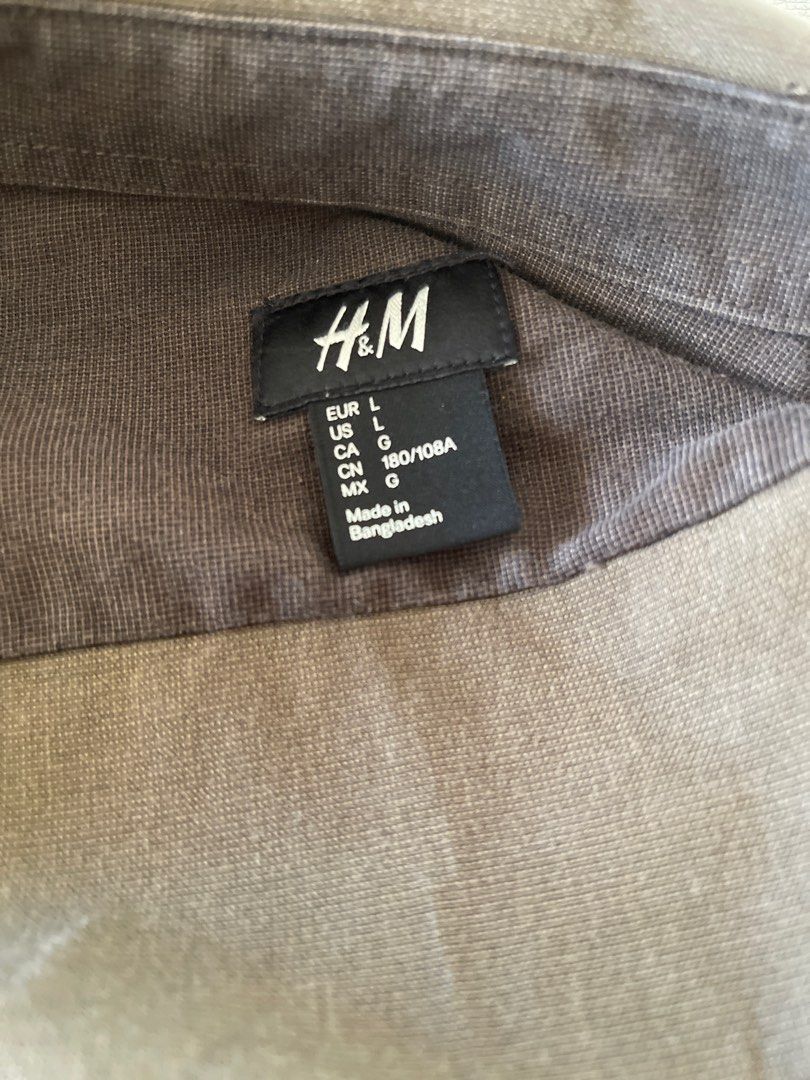 H&M
EUR L
US L
CA G
CN 180/108A
MX G
Made in
Bangladesh